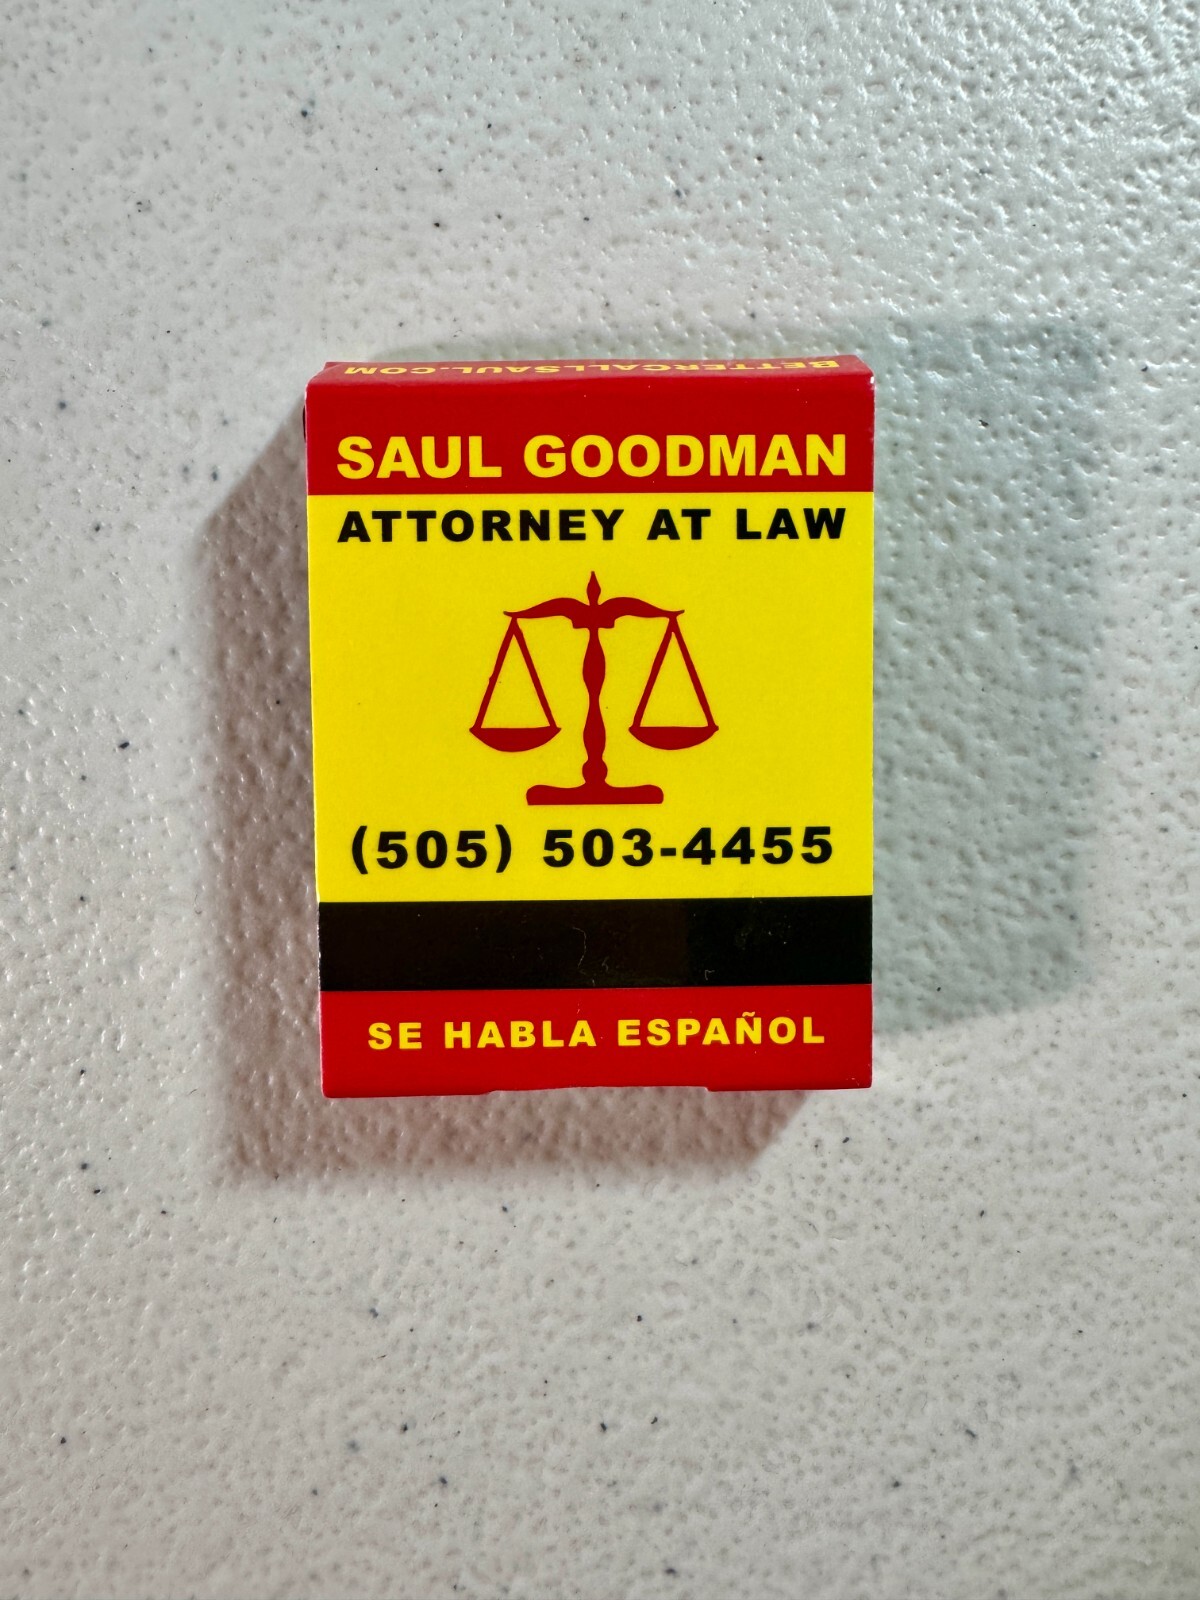 BETTERCALLSAUL.COM
SAUL GOODMAN
ATTORNEY AT LAW
(505) 503-4455
SE HABLA ESPAÑOL